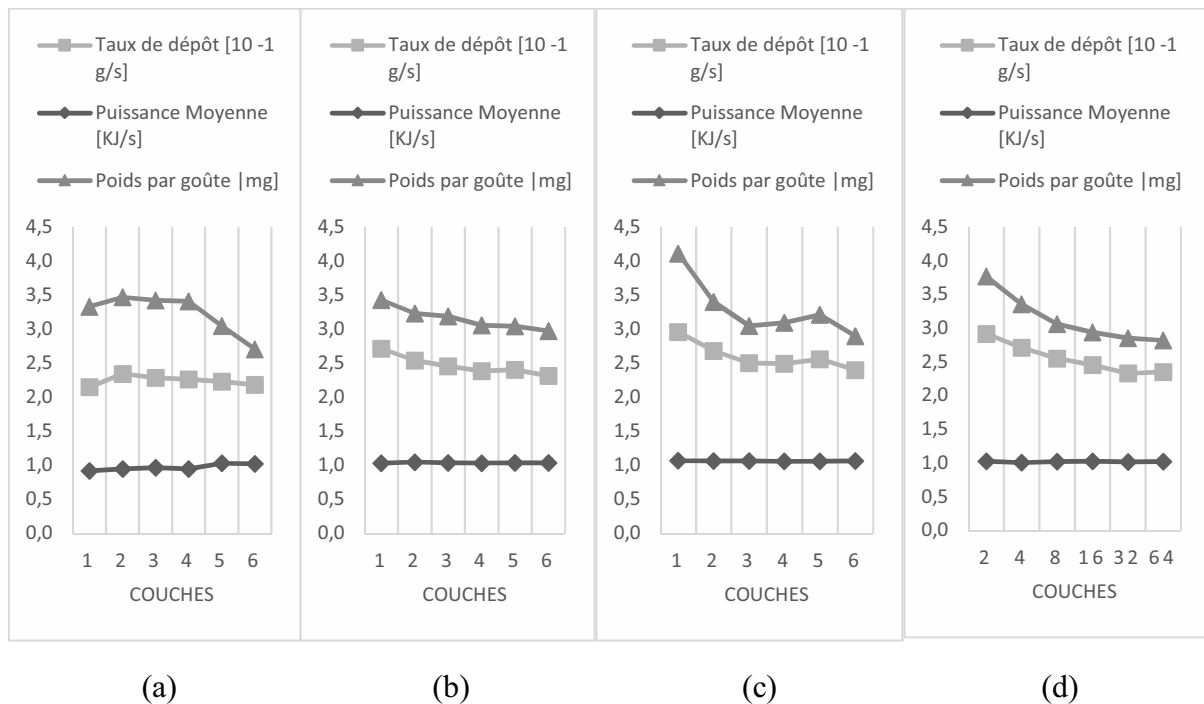 Taux de dépôt [10 -1
g/s]
Puissance Moyenne
[KJ/s]
Poids par goûte |mg]
4,5
4,0
3,5
3,0
2,5
2,0
1,5
1,0
0,5
0,0
1 2 3 4 5 6
COUCHES
(a)
Taux de dépôt [10 -1
g/s]
Puissance Moyenne
[KJ/s]
Poids par goûte |mg]
4,5
4,0
3,5
3,0
2,5
2,0
1,5
1,0
0,5
0,0
1 2 3 4 5 6
COUCHES
(b)
Taux de dépôt [10 -1
g/s]
Puissance Moyenne
[KJ/s]
Poids par goûte |mg]
4,5
4,0
3,5
3,0
2,5
2,0
1,5
1,0
0,5
0,0
1 2 3 4 5 6
COUCHES
(c)
Taux de dépôt [10 -1
g/s]
Puissance Moyenne
[KJ/s]
Poids par goûte |mg]
4,5
4,0
3,5
3,0
2,5
2,0
1,5
1,0
0,5
0,0
2 4 8 16 32 64
COUCHES
(d)